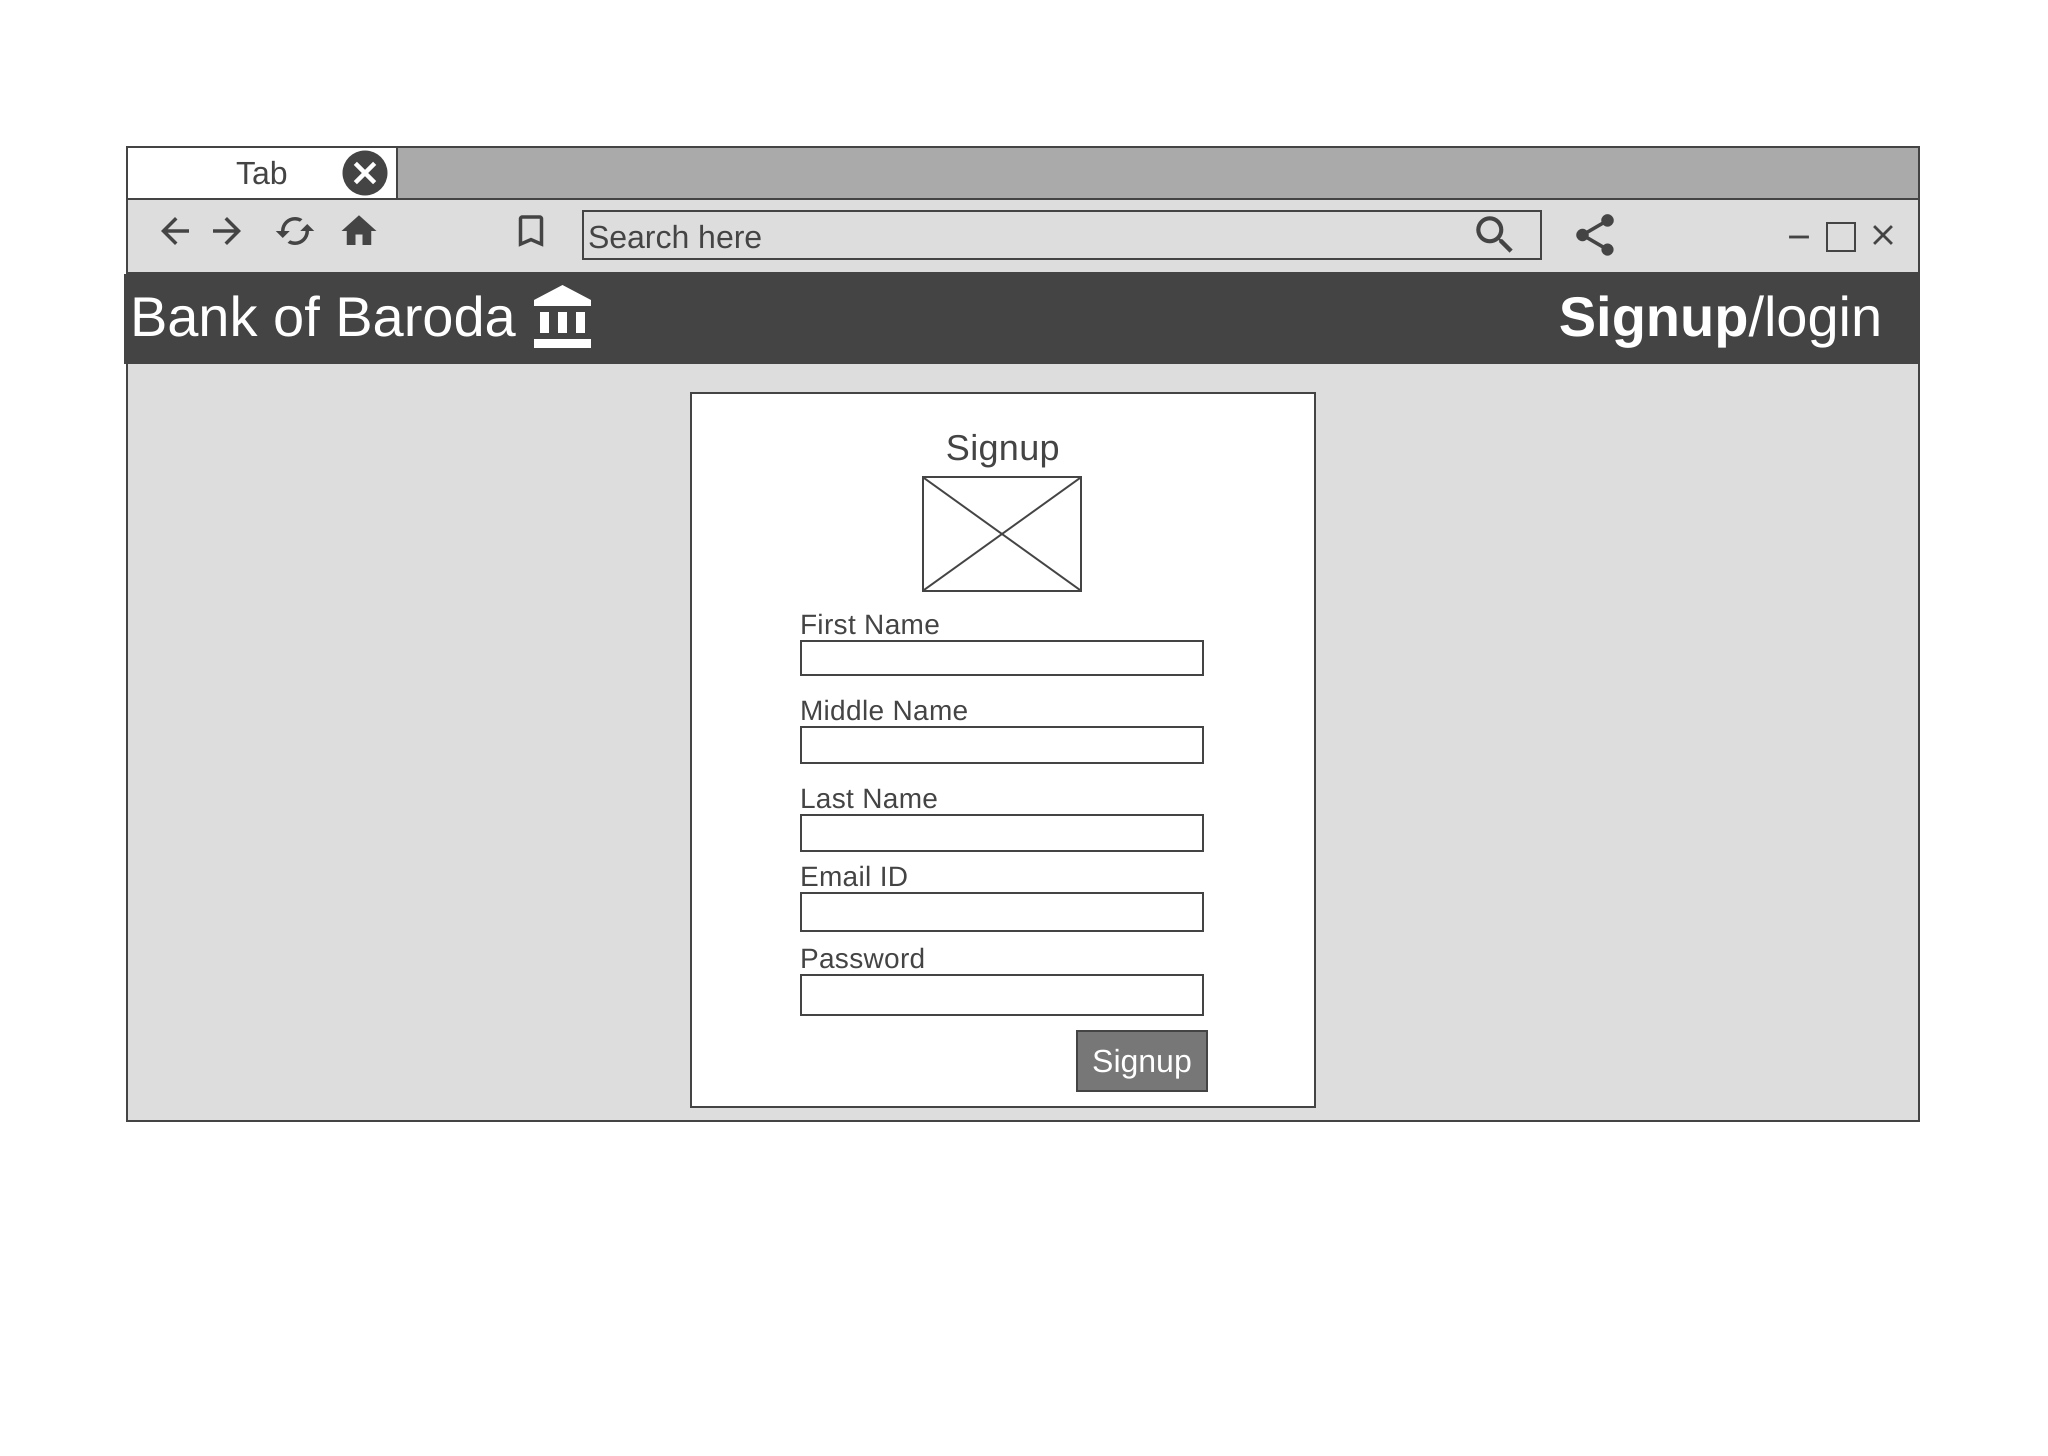 Tab
Search here
Bank of Baroda
Signup/login
Signup
First Name
Middle Name
Last Name
Email ID
Password
Signup